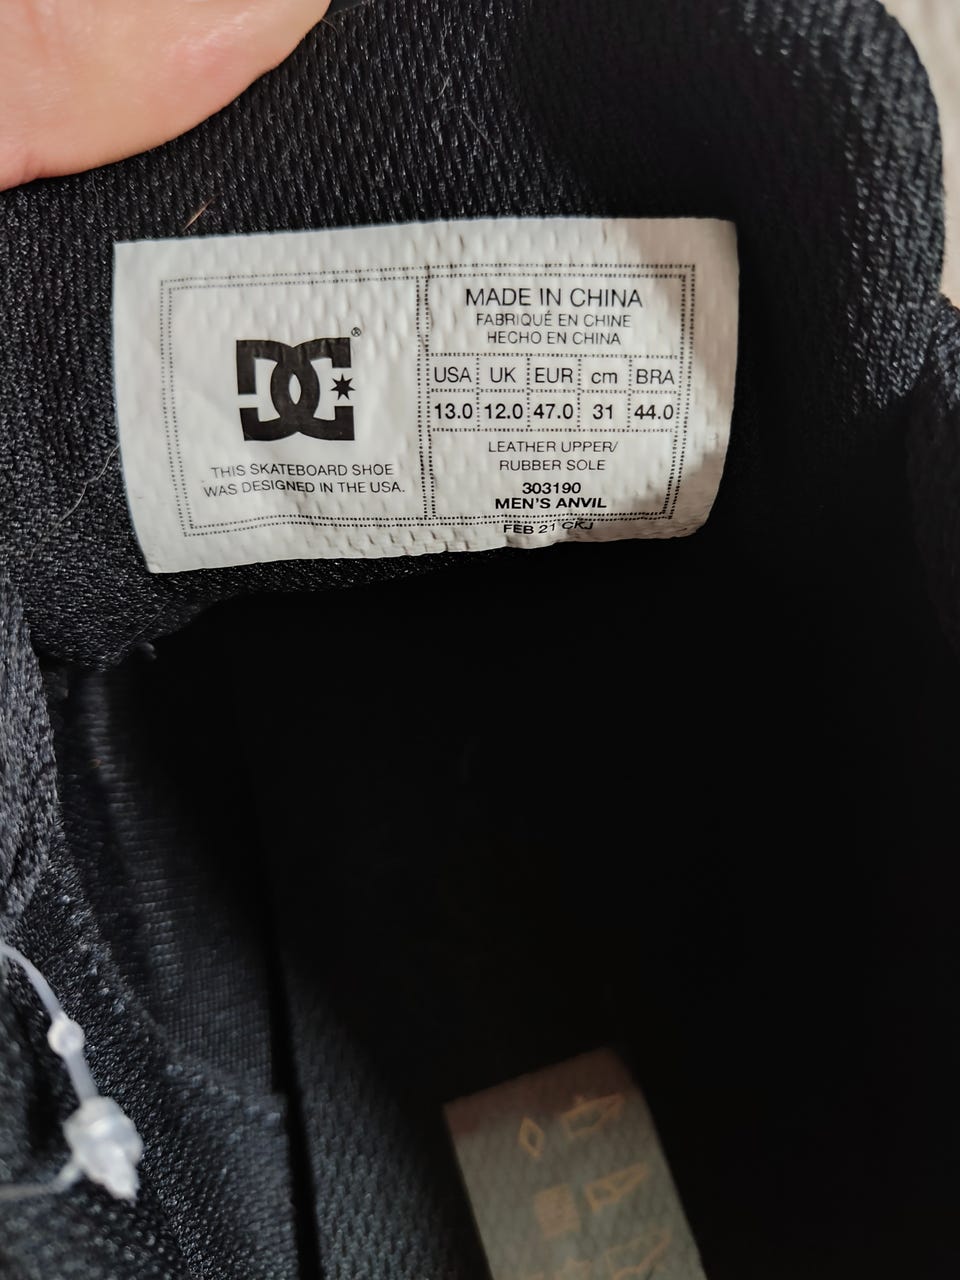 DC®
THIS SKATEBOARD SHOE
WAS DESIGNED IN THE USA.
MADE IN CHINA
FABRIQUÉ EN CHINE
HECHO EN CHINA
USA UK EUR cm BRA
13.0 12.0 47.0 31 44.0
LEATHER UPPER/
RUBBER SOLE
303190
MEN'S ANVIL
FEB 21 CKJ